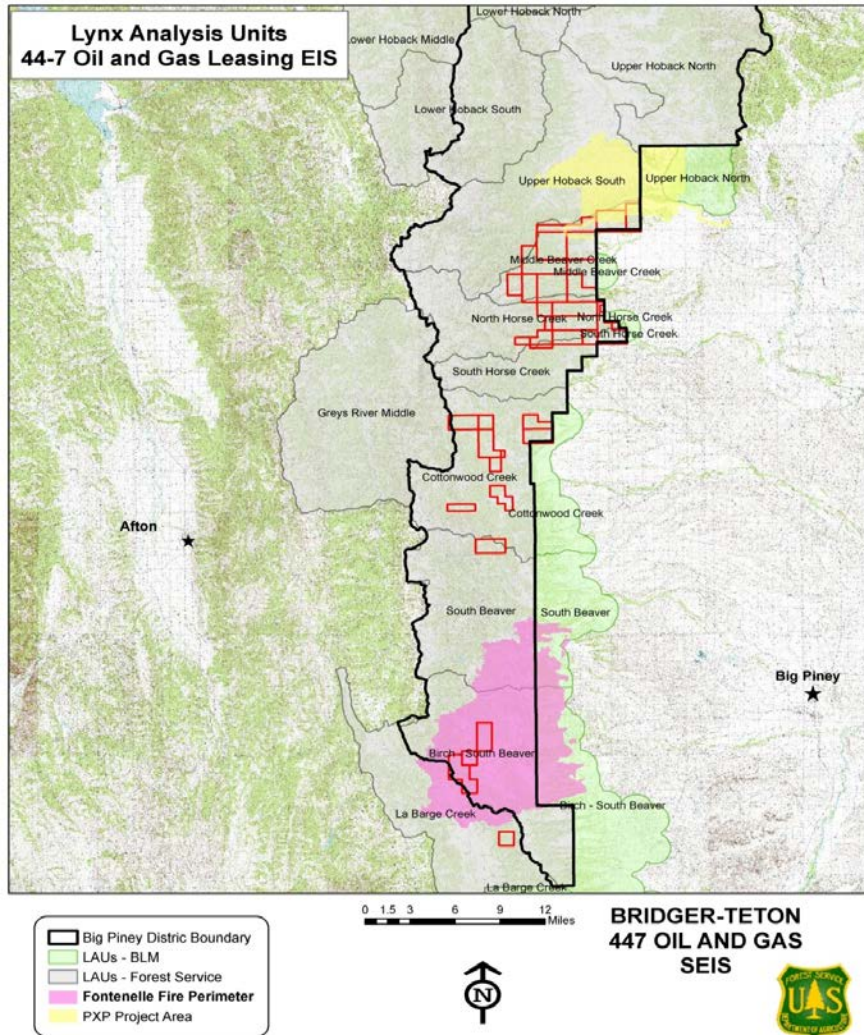 Lynx Analysis Units
44-7 Oil and Gas Leasing EIS
Lower Hoback North
Lower Hoback Middle
Upper Hoback North
Lower Hoback South
Upper Hoback South
Upper Hoback North
Middle Beaver Creek
Middle Beaver Creek
North Horse Creek
North Horse Creek
South Horse Creek
South Horse Creek
Greys River Middle
Cottonwood Creek
Cottonwood Creek
Afton
South Beaver
South Beaver
Big Piney
Birch - South Beaver
Birch - South Beaver
La Barge Creek
La Barge Creek
0 1.5 3 6 9 12
Miles
Big Piney Distric Boundary
LAUs - BLM
LAUs - Forest Service
Fontenelle Fire Perimeter
PXP Project Area
N
BRIDGER-TETON
447 OIL AND GAS
SEIS
FOREST SERVICE
U S
DEPARTMENT OF AGRICULTURE